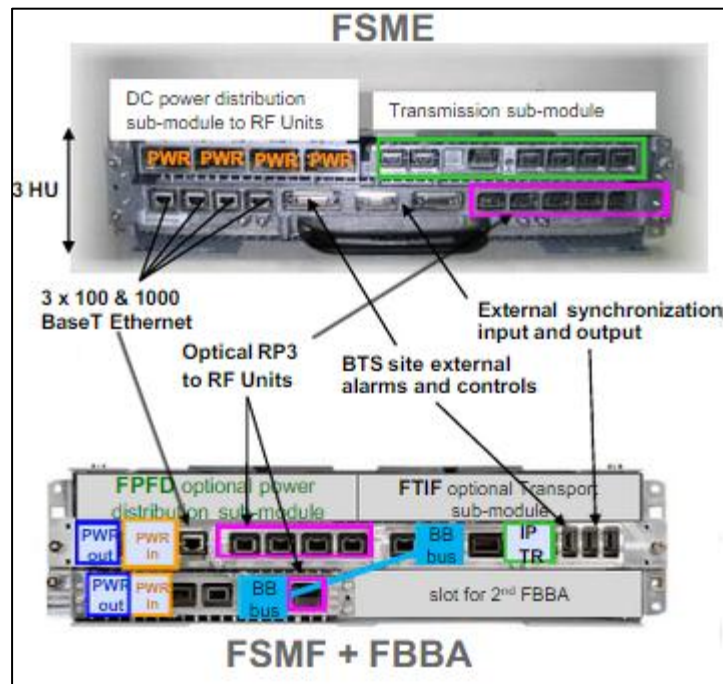 FSME
DC power distribution
sub-module to RF Units
Transmission sub-module
PWR PWR PWR PWR
3 HU
3 x 100 & 1000
BaseT Ethernet
Optical RP3
to RF Units
External synchronization
input and output
BTS site external
alarms and controls
FPFD optional power
distribution sub-module
FTIF optional Transport
sub-module
PWR
out
PWR
in
BB
bus
IP
TR
PWR
out
PWR
in
BB
bus
slot for 2nd FBBA
FSMF + FBBA